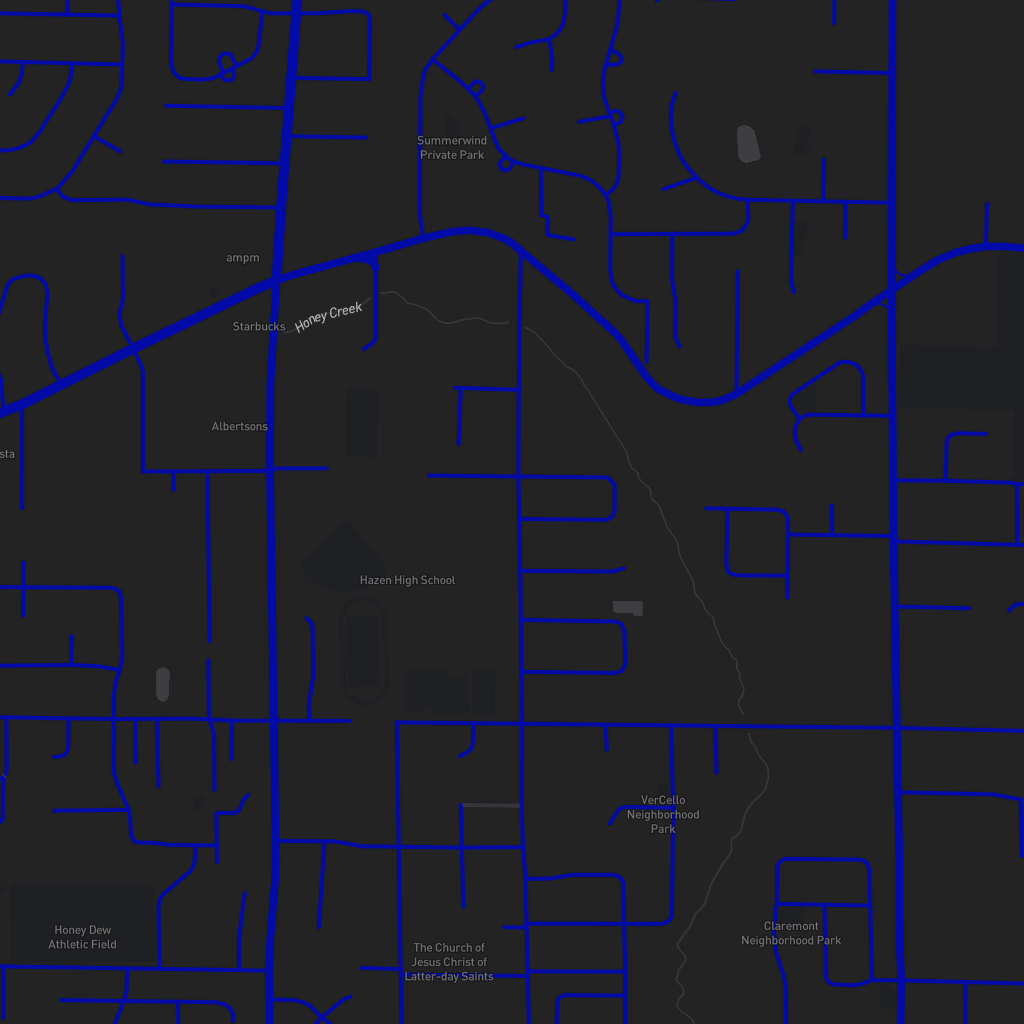 Summerwind
Private Park
ampm
Honey Creek
Starbucks
Albertsons
sta
Hazen High School
VerCello
Neighborhood
Park
Honey Dew
Athletic Field
Claremont
Neighborhood Park
The Church of
Jesus Christ of
Latter-day Saints